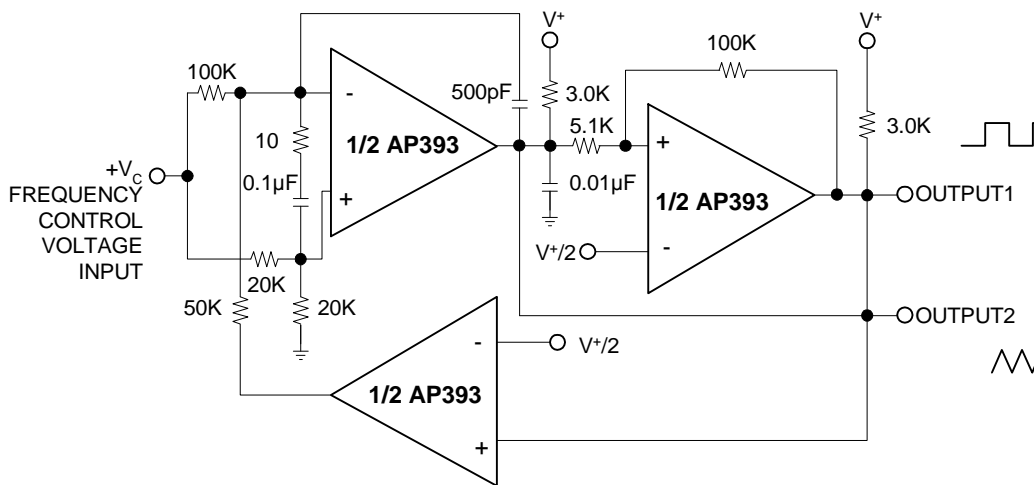 V⁺
V⁺
100K
100K
500pF
3.0K
3.0K
-
5.1K
10
1/2 AP393
+
+V_C
FREQUENCY
CONTROL
VOLTAGE
INPUT
0.1µF
0.01µF
1/2 AP393
OUTPUT1
+
V⁺/2
-
20K
50K
20K
OUTPUT2
-
V⁺/2
1/2 AP393
+